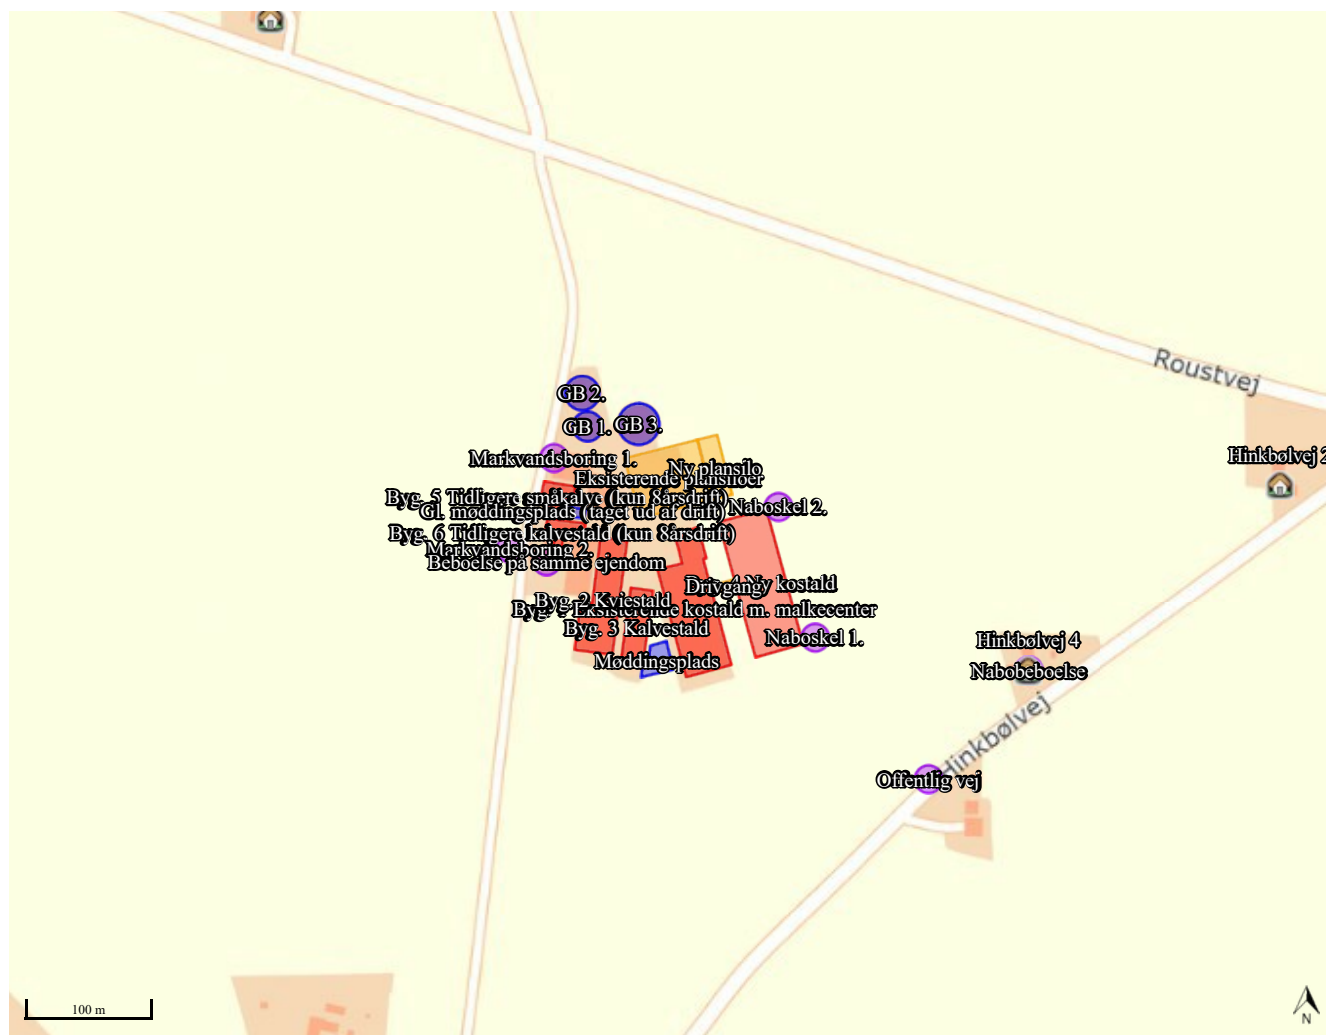 Roustvej
GB 2.
GB 1.
GB 3.
Markvandsboring 1.
Ny plansilo
Eksisterende plansiloer
Hinkbølvej 2
Byg. 5 Tidligere småkalve (kun 8årsdrift)
Gl. møddingsplads (taget ud af drift)
Naboskel 2.
Byg. 6 Tidligere kalvestald (kun 8årsdrift)
Markvandsboring 2.
Beboelse på samme ejendom
4 Ny kostald
Drivgang
Byg. 2 Kviestald
Eksisterende kostald m. malkecenter
Byg. 3 Kalvestald
Naboskel 1.
Møddingsplads
Hinkbølvej 4
Nabobeboelse
Hinkbølvej
Offentlig vej
100 m
N